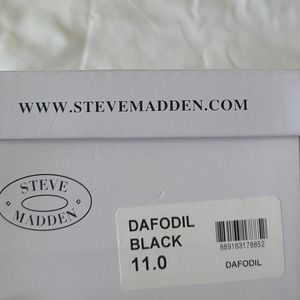 WWW.STEVEMADDEN.COM
STEVE
MADDEN
DAFODIL
BLACK
11.0
889163178852
DAFODIL